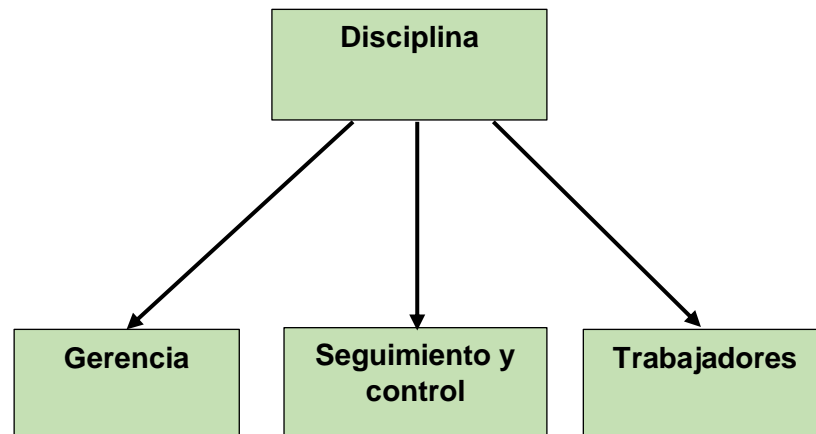 Disciplina
Gerencia
Seguimiento y
control
Trabajadores